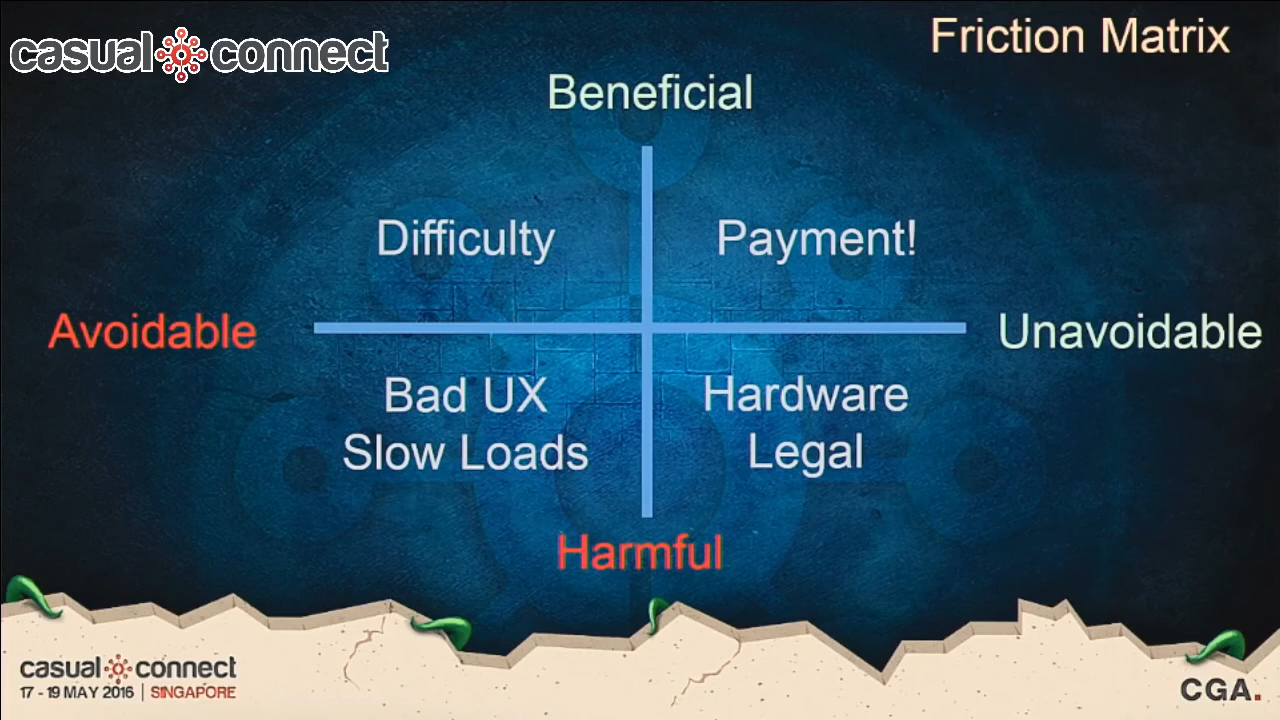 casual connect
Friction Matrix
Beneficial
Difficulty
Payment!
Avoidable
Unavoidable
Bad UX
Slow Loads
Hardware
Legal
Harmful
casual connect
17 - 19 MAY 2016 | SINGAPORE
CGA.